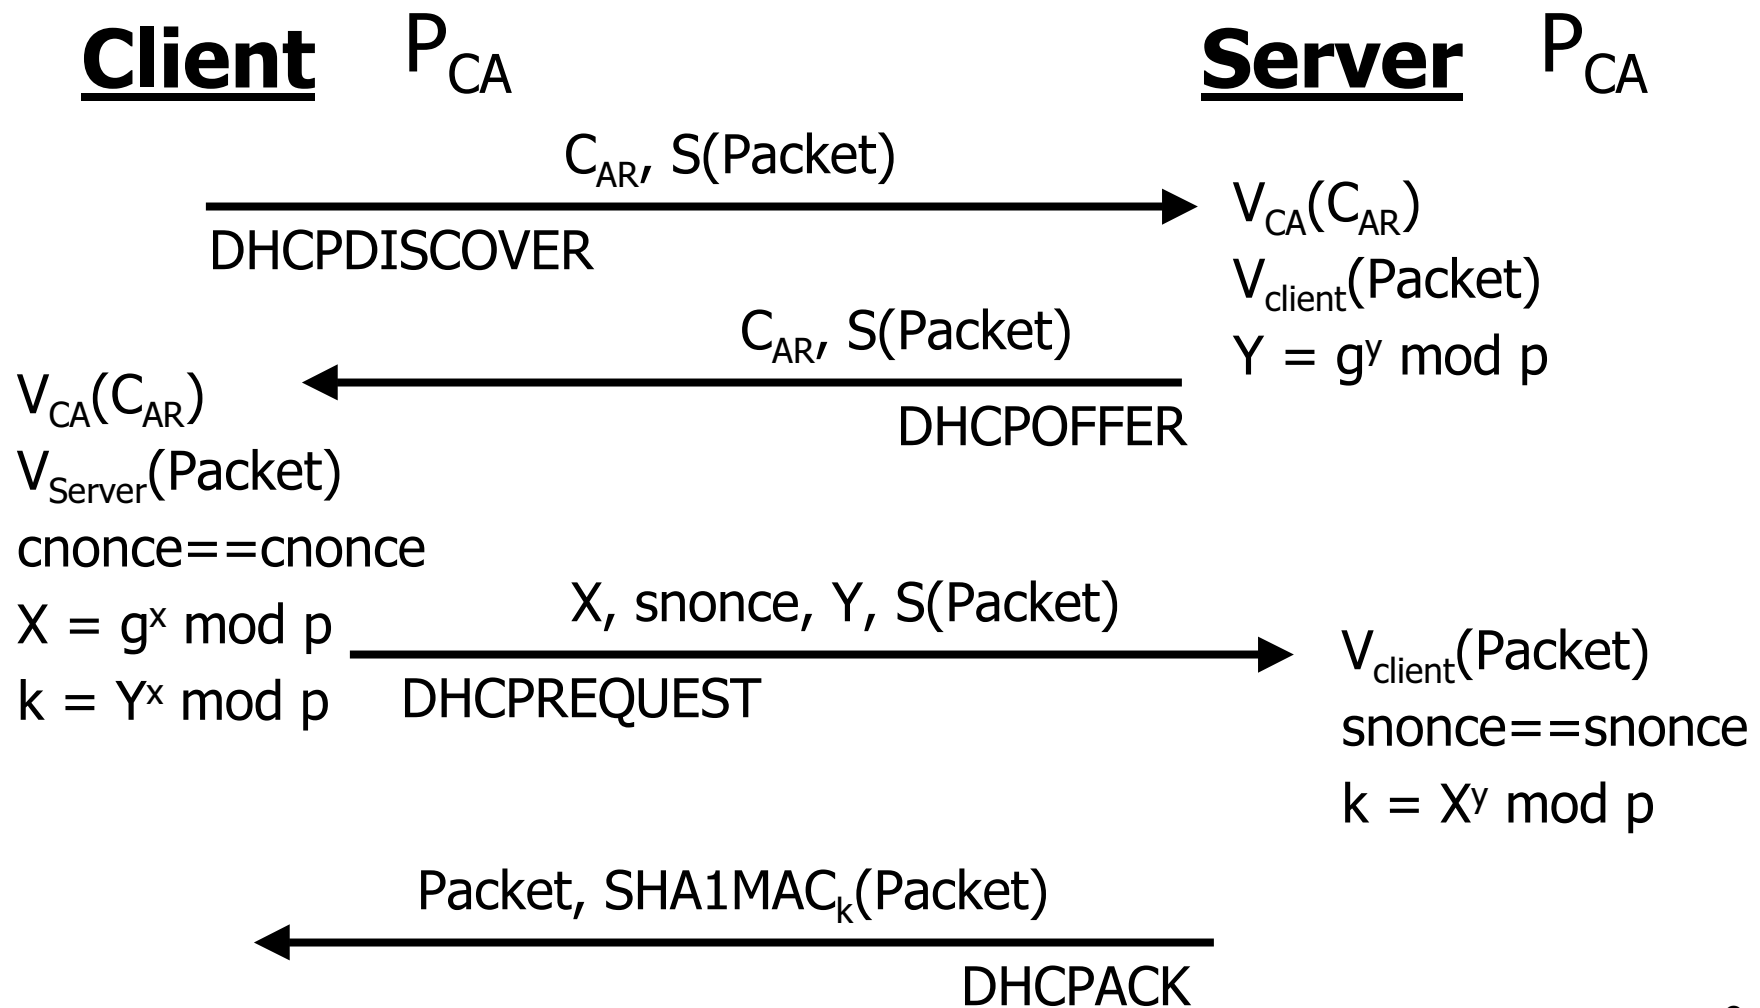 Client P_CA
Server P_CA
C_AR, S(Packet)
DHCPDISCOVER
V_CA(C_AR)
V_client(Packet)
Y = g^y mod p
C_AR, S(Packet)
DHCPOFFER
V_CA(C_AR)
V_Server(Packet)
cnonce==cnonce
X = g^x mod p
k = Y^x mod p
X, snonce, Y, S(Packet)
DHCPREQUEST
V_client(Packet)
snonce==snonce
k = X^y mod p
Packet, SHA1MAC_k(Packet)
DHCPACK